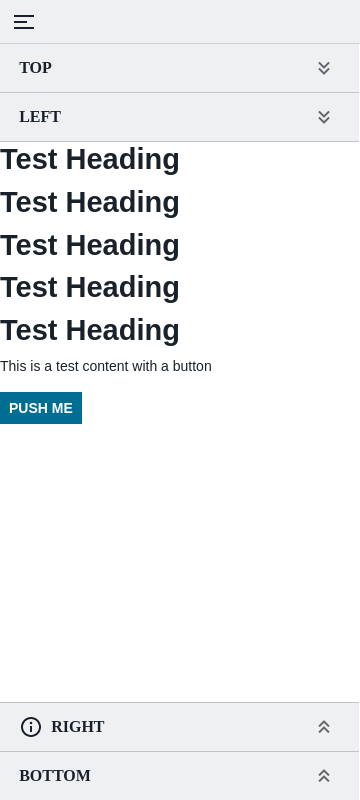 TOP
LEFT
Test Heading
Test Heading
Test Heading
Test Heading
Test Heading
This is a test content with a button
PUSH ME
RIGHT
BOTTOM